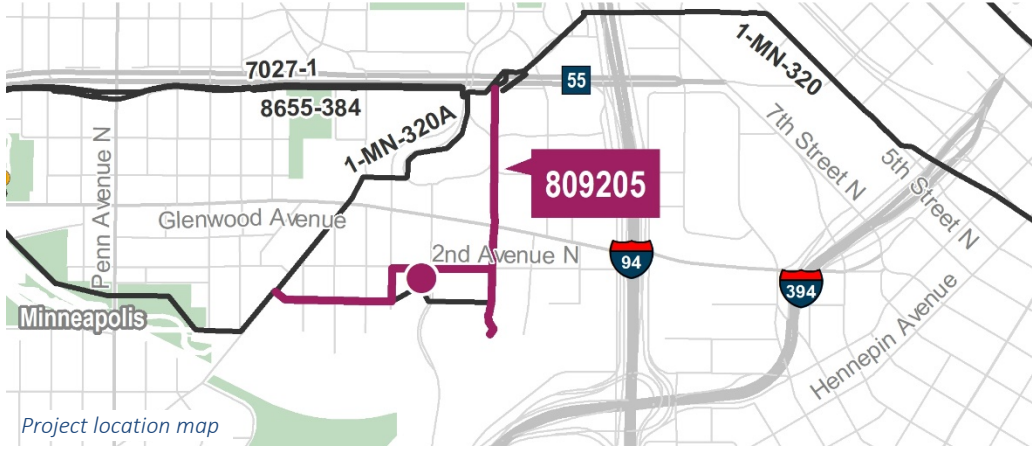 7027-1
55
1-MN-320
8655-384
1-MN-320A
7th Street N
5th Street N
Penn Avenue N
809205
Glenwood Avenue
2nd Avenue N
94
394
Minneapolis
Hennepin Avenue
Project location map